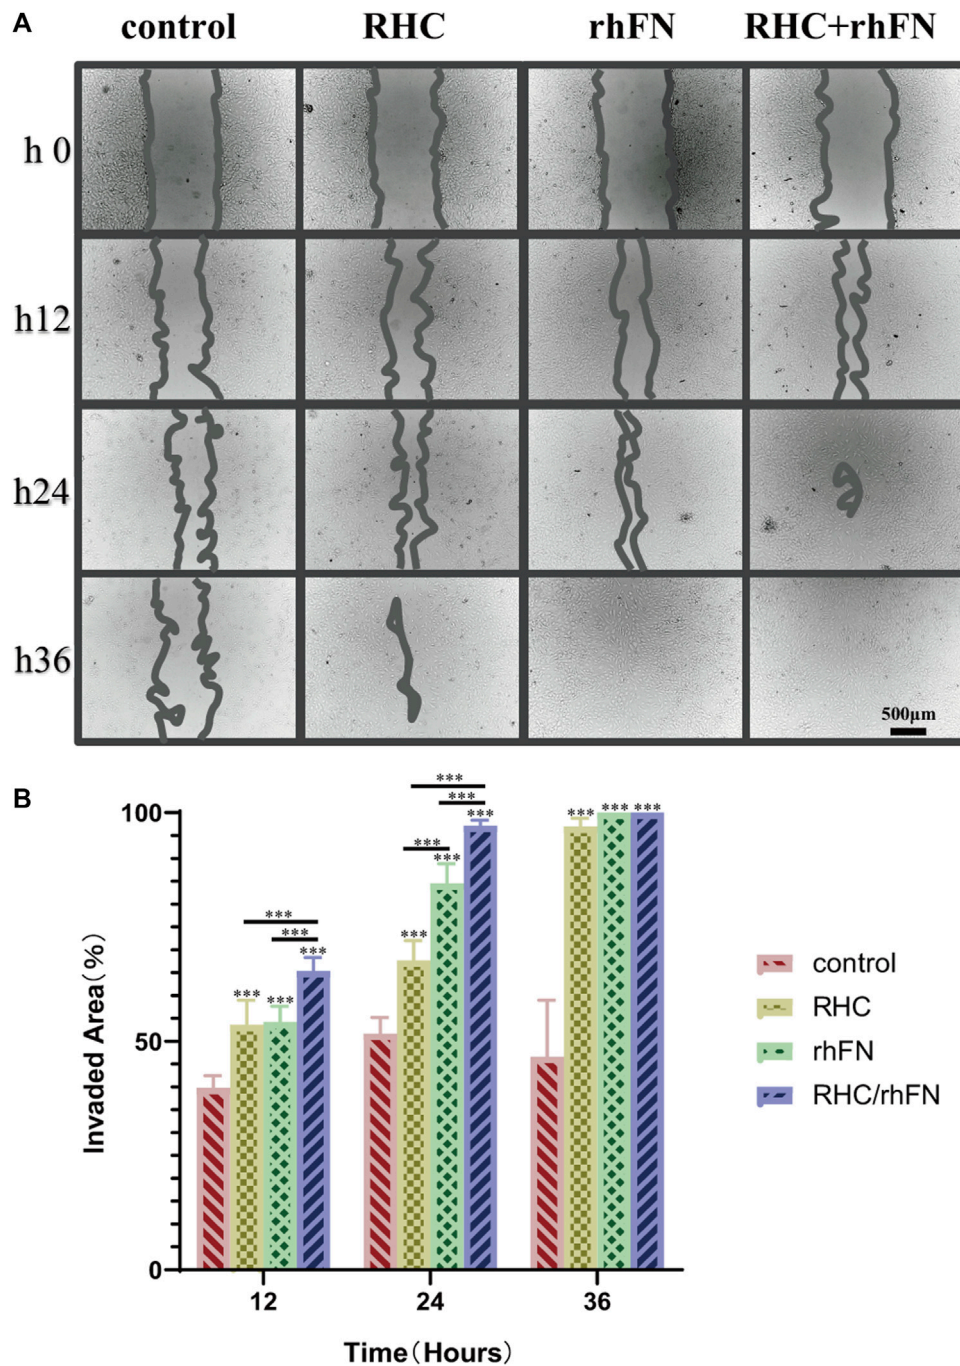 A
control RHC rhFN RHC+rhFN
h 0
h12
h24
h36
500μm
B
***
***
***
100
*** *** ***
***
***
***
***
***
***
*** ***
50
0
Invaded Area(%)
12 24 36
Time(Hours)
control
RHC
rhFN
RHC/rhFN